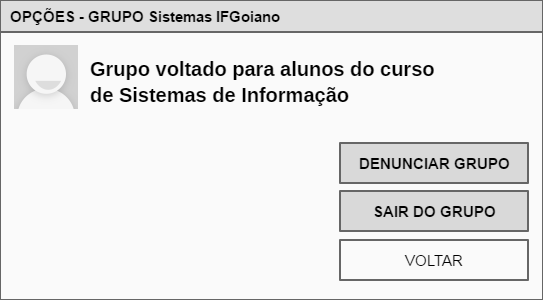 OPÇÕES - GRUPO Sistemas IFGoiano
Grupo voltado para alunos do curso
de Sistemas de Informação
DENUNCIAR GRUPO
SAIR DO GRUPO
VOLTAR